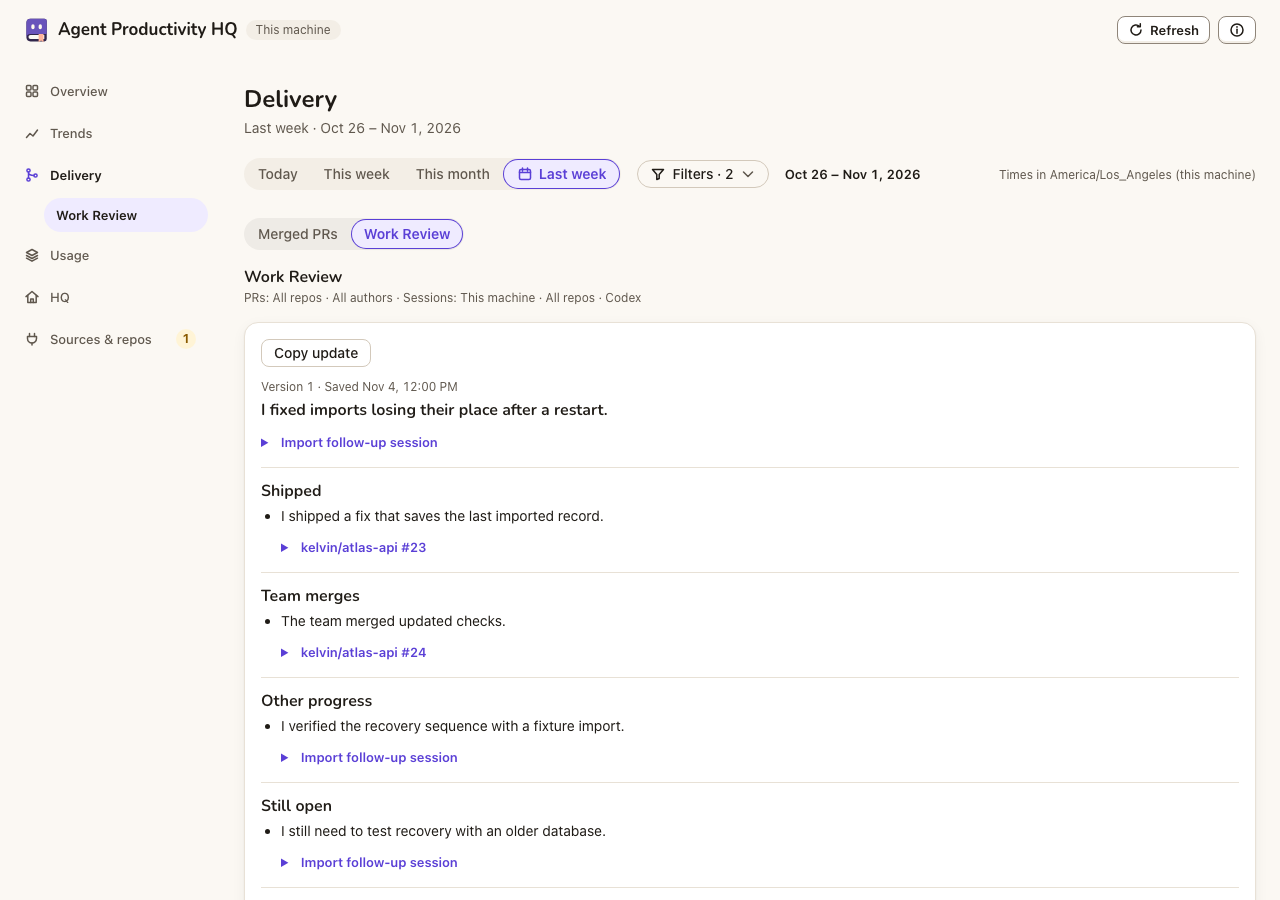 Agent Productivity HQ
This machine
Refresh
Overview
Trends
Delivery
Work Review
Usage
HQ
Sources & repos 1
Delivery
Last week · Oct 26 – Nov 1, 2026
Today This week This month Last week
Filters · 2
Oct 26 – Nov 1, 2026
Times in America/Los_Angeles (this machine)
Merged PRs Work Review
Work Review
PRs: All repos · All authors · Sessions: This machine · All repos · Codex
Copy update
Version 1 · Saved Nov 4, 12:00 PM
I fixed imports losing their place after a restart.
Import follow-up session
Shipped
• I shipped a fix that saves the last imported record.
kelvin/atlas-api #23
Team merges
• The team merged updated checks.
kelvin/atlas-api #24
Other progress
• I verified the recovery sequence with a fixture import.
Import follow-up session
Still open
• I still need to test recovery with an older database.
Import follow-up session